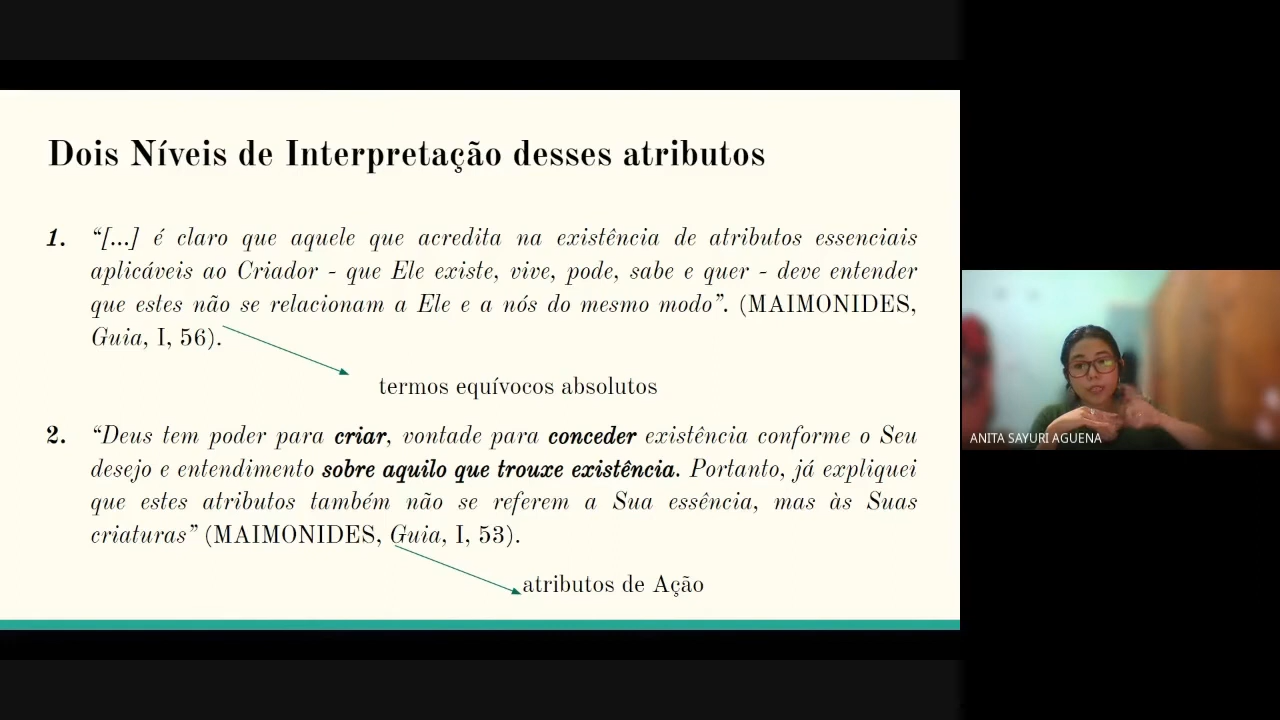 Dois Níveis de Interpretação desses atributos
1. “[...] é claro que aquele que acredita na existência de atributos essenciais
aplicáveis ao Criador - que Ele existe, vive, pode, sabe e quer - deve entender
que estes não se relacionam a Ele e a nós do mesmo modo”. (MAIMONIDES,
Guia, I, 56).
termos equívocos absolutos
2. “Deus tem poder para criar, vontade para conceder existência conforme o Seu
desejo e entendimento sobre aquilo que trouxe existência. Portanto, já expliquei
que estes atributos também não se referem a Sua essência, mas às Suas
criaturas” (MAIMONIDES, Guia, I, 53).
atributos de Ação
ANITA SAYURI AGUENA